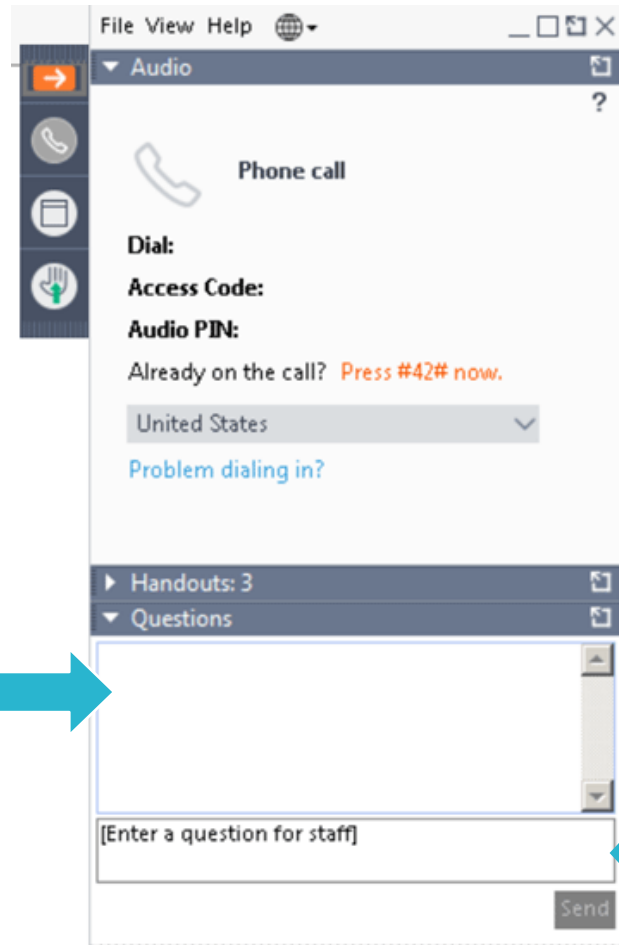 File View Help
Audio
?
Phone call
Dial:
Access Code:
Audio PIN:
Already on the call? Press #42# now.
United States
Problem dialing in?
Handouts: 3
Questions
[Enter a question for staff]
Send